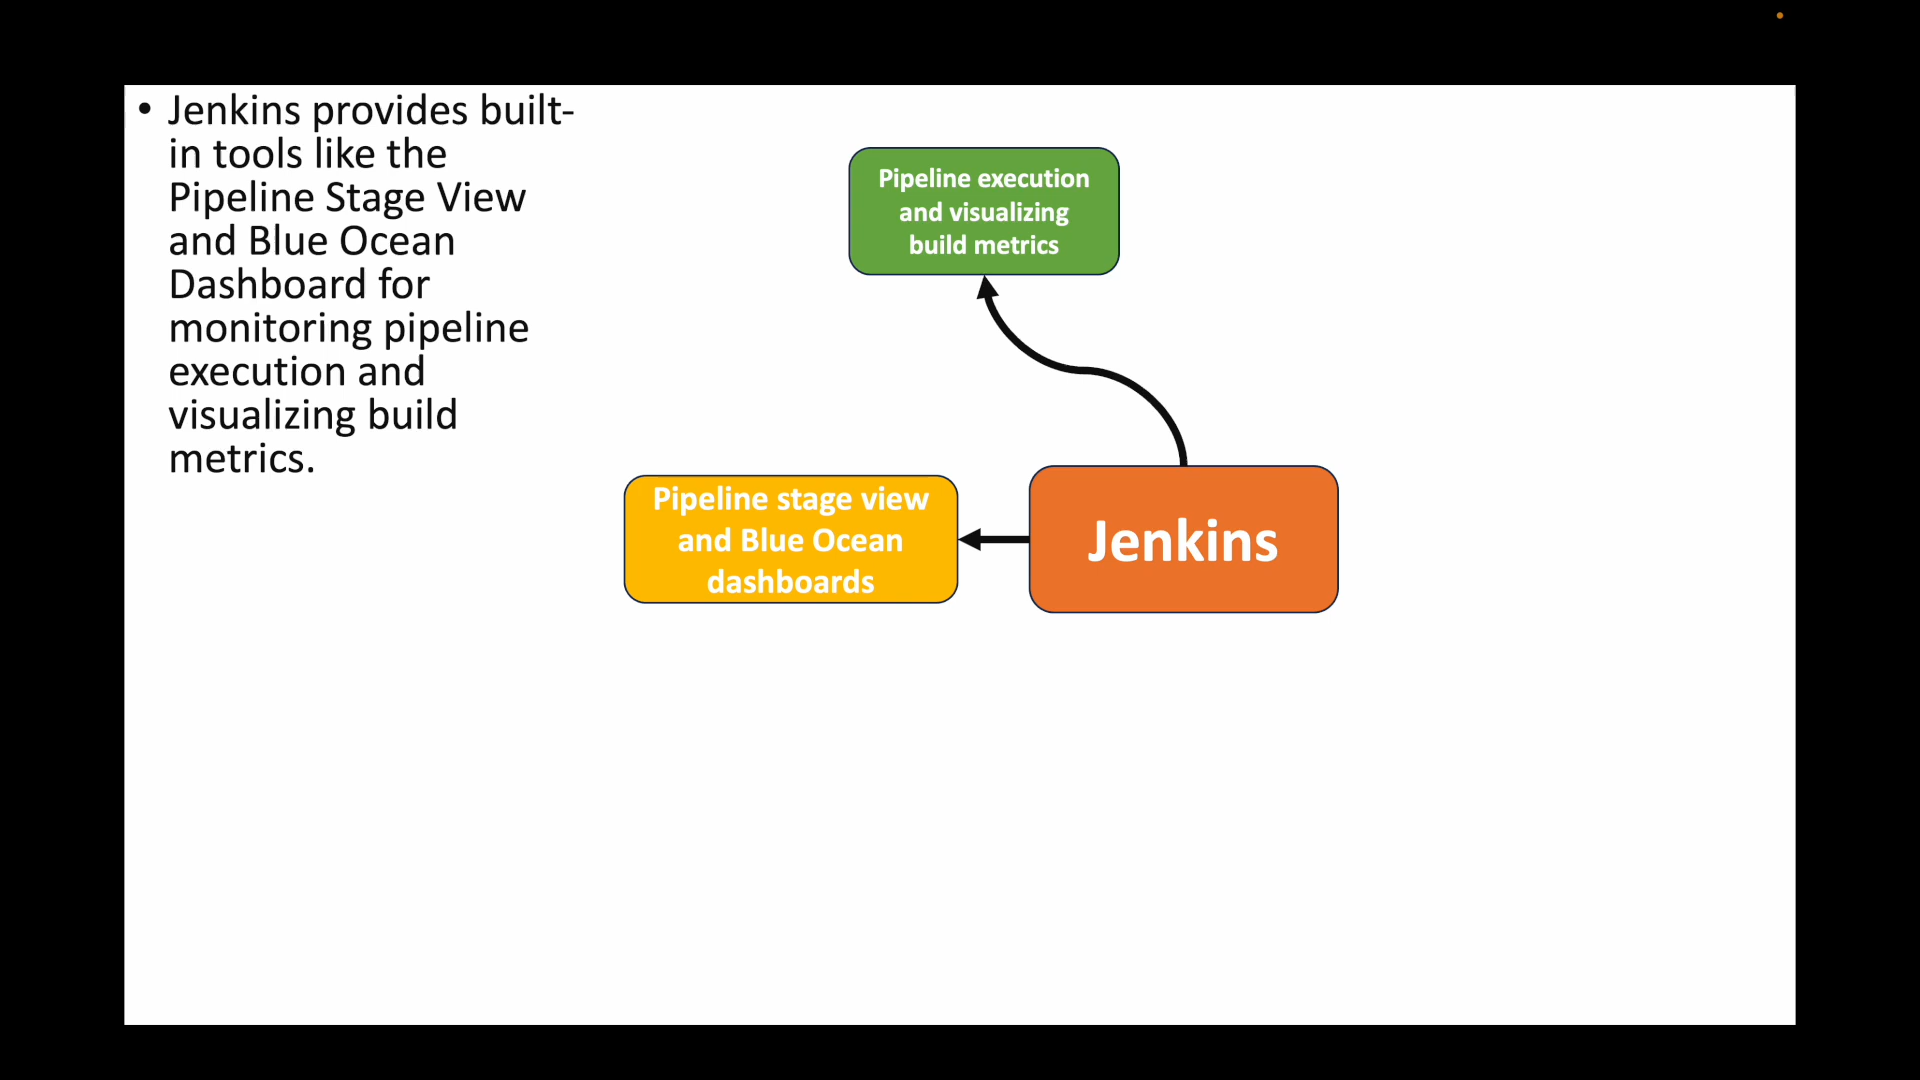 • Jenkins provides built-
in tools like the
Pipeline Stage View
and Blue Ocean
Dashboard for
monitoring pipeline
execution and
visualizing build
metrics.
Pipeline execution
and visualizing
build metrics
Pipeline stage view
and Blue Ocean
dashboards
Jenkins